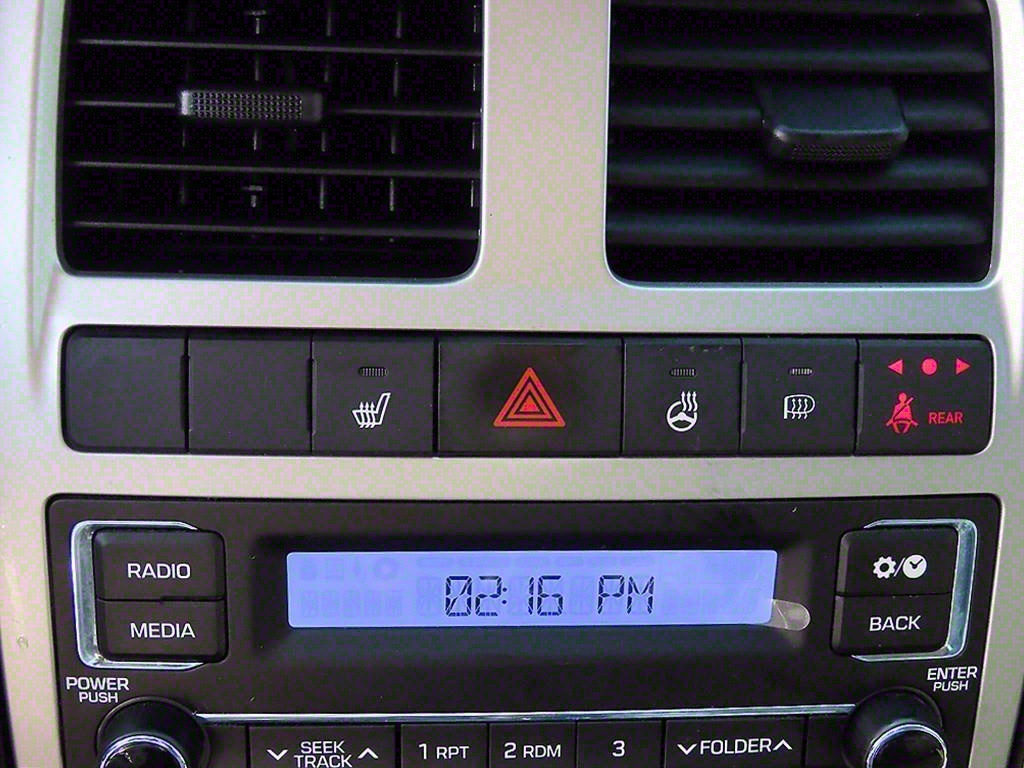 REAR
RADIO
MEDIA
02:16 PM
BACK
POWER
PUSH
ENTER
PUSH
SEEK
TRACK
1 RPT
2 RDM
3
FOLDER